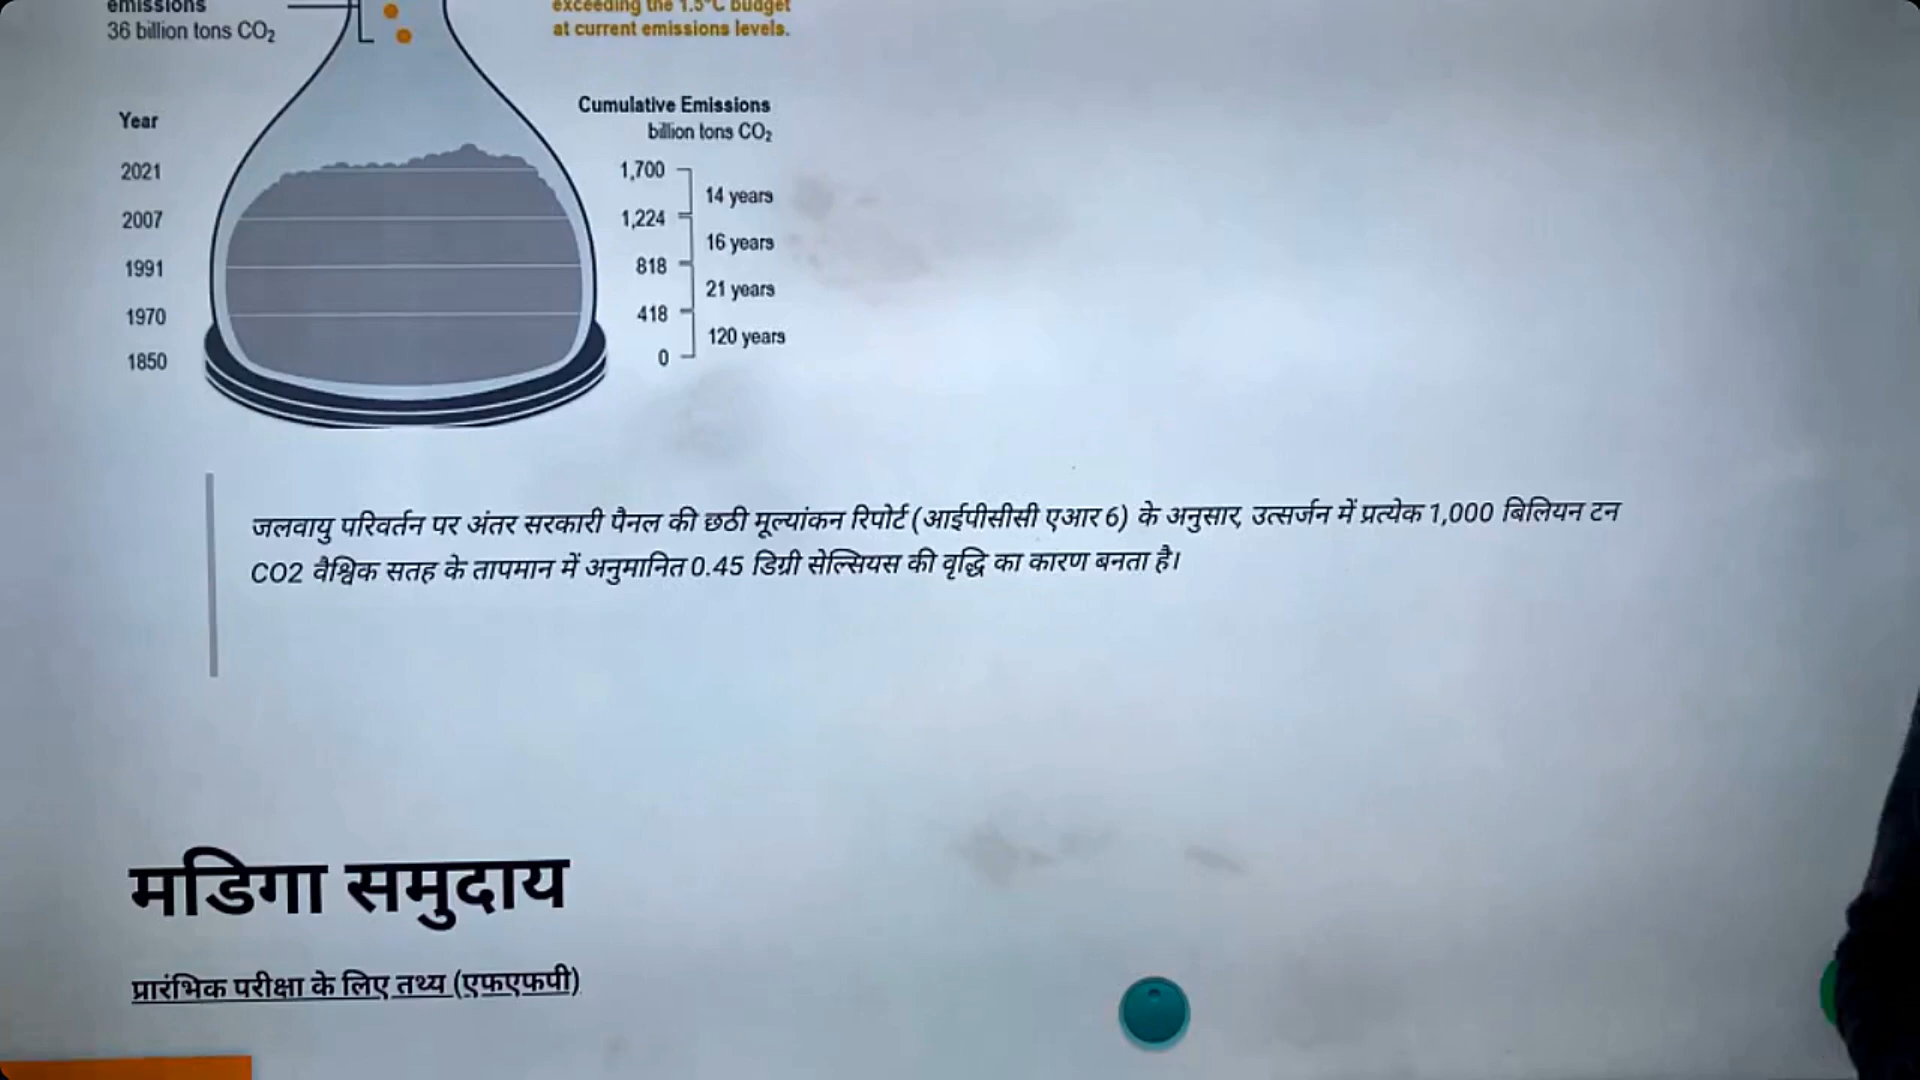 emissions
36 billion tons CO₂
exceeding the 1.5°C budget
at current emissions levels.
Year
Cumulative Emissions
billion tons CO₂
2021
1,700
14 years
2007
1,224
16 years
1991
818
21 years
1970
418
120 years
1850
0
जलवायु परिवर्तन पर अंतर सरकारी पैनल की छठी मूल्यांकन रिपोर्ट (आईपीसीसी एआर 6) के अनुसार, उत्सर्जन में प्रत्येक 1,000 बिलियन टन
CO2 वैश्विक सतह के तापमान में अनुमानित 0.45 डिग्री सेल्सियस की वृद्धि का कारण बनता है।
मडिगा समुदाय
प्रारंभिक परीक्षा के लिए तथ्य (एफएफपी)